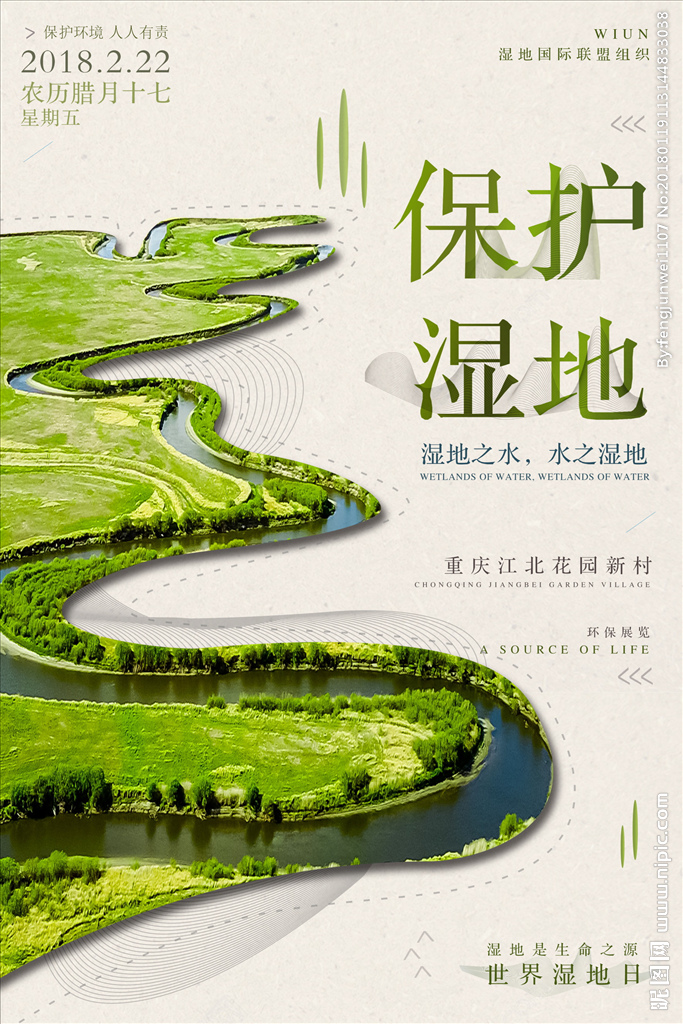 > 保护环境 人人有责
2018.2.22
农历腊月十七
星期五
WIUN
湿地国际联盟组织
保护
湿地
湿地之水，水之湿地
WETLANDS OF WATER, WETLANDS OF WATER
重庆江北花园新村
CHONGQING JIANGBEI GARDEN VILLAGE
环保展览
A SOURCE OF LIFE
湿地是生命之源
世界湿地日
By:fengjunwei1107 No:20180119113144833038
昵图网 www.nipic.com